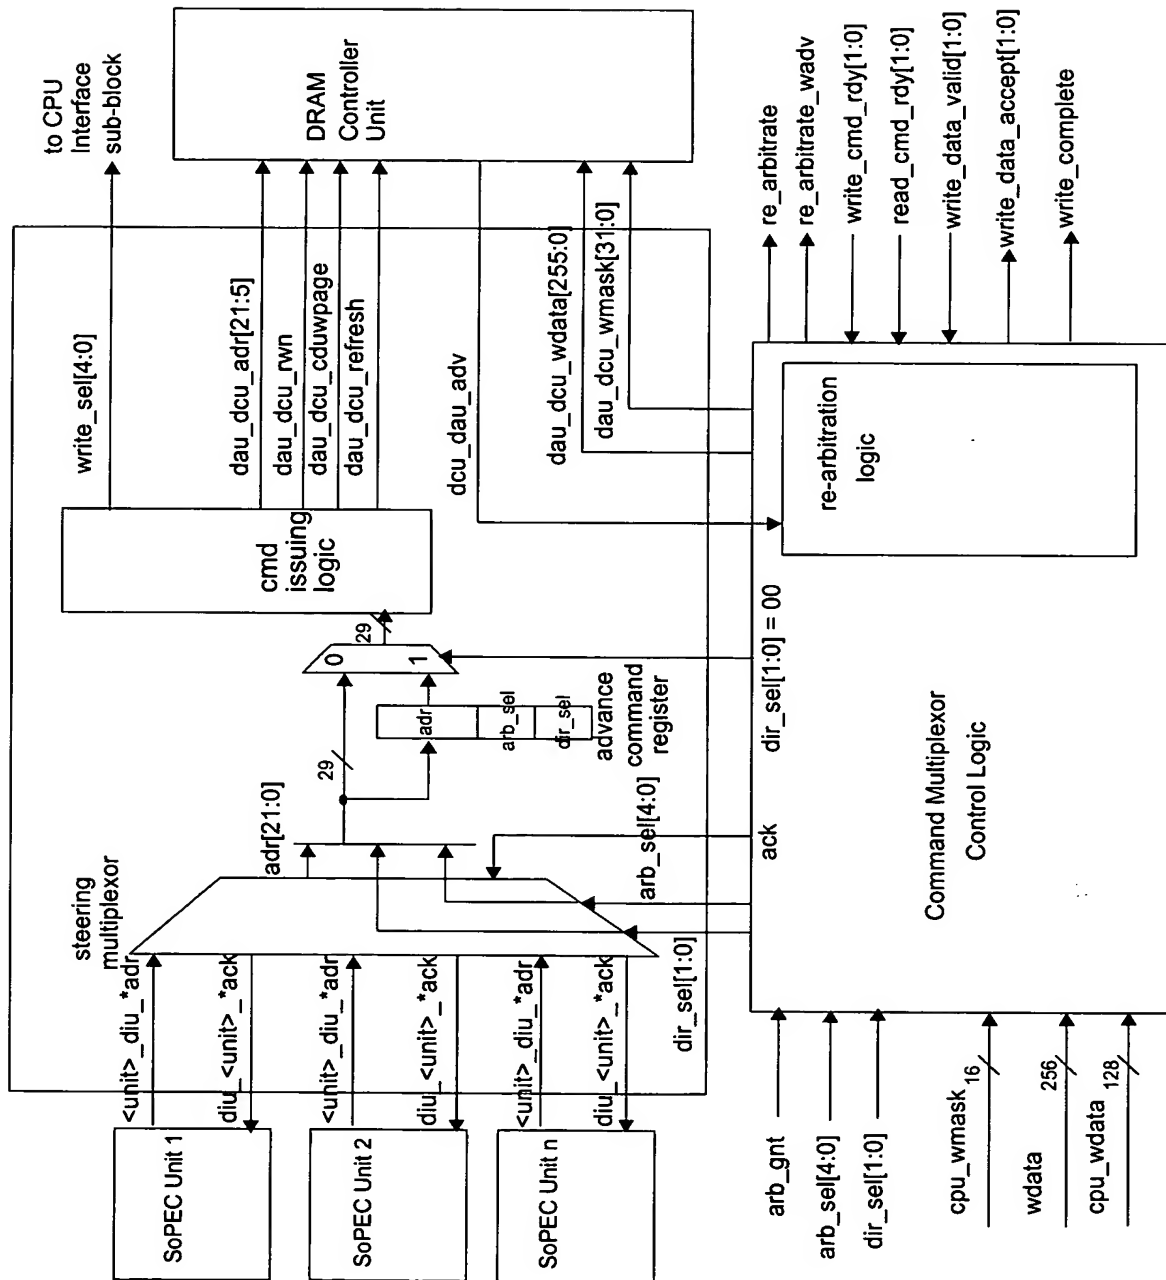 to CPU
Interface
sub-block
write_sel[4:0]
DRAM
Controller
Unit
dau_dcu_adr[21:5]
dau_dcu_rwn
dau_dcu_cduwpage
dau_dcu_refresh
dcu_dau_adv
dau_dcu_wdata[255:0]
dau_dcu_wmask[31:0]
cmd
issuing
logic
29
0
1
adr
arb_sel
dir_sel
advance
command
register
29
adr[21:0]
steering
multiplexor
<unit>_diu_*adr
diu_<unit>_*ack
<unit>_diu_*adr
diu_<unit>_*ack
<unit>_diu_*adr
diu_<unit>_*ack
SoPEC Unit 1
SoPEC Unit 2
SoPEC Unit n
dir_sel[1:0]
arb_sel[4:0]
ack
dir_sel[1:0] = 00
Command Multiplexor
Control Logic
re-arbitration
logic
re_arbitrate
re_arbitrate_wadv
write_cmd_rdy[1:0]
read_cmd_rdy[1:0]
write_data_valid[1:0]
write_data_accept[1:0]
write_complete
arb_gnt
arb_sel[4:0]
dir_sel[1:0]
cpu_wmask
16
wdata
256
cpu_wdata
128